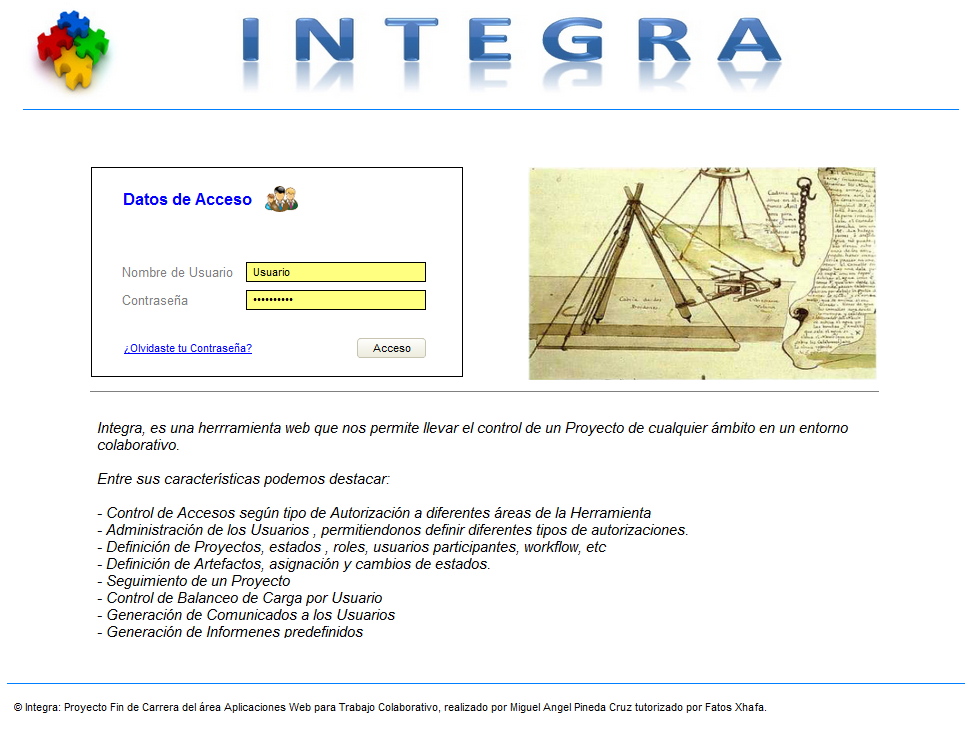 INTEGRA
Datos de Acceso
Nombre de Usuario
Usuario
Contraseña
••••••••••
¿Olvidaste tu Contraseña?
Acceso
Integra, es una herrramienta web que nos permite llevar el control de un Proyecto de cualquier ámbito en un entorno
colaborativo.
Entre sus características podemos destacar:
- Control de Accesos según tipo de Autorización a diferentes áreas de la Herramienta
- Administración de los Usuarios , permitiendonos definir diferentes tipos de autorizaciones.
- Definición de Proyectos, estados , roles, usuarios participantes, workflow, etc
- Definición de Artefactos, asignación y cambios de estados.
- Seguimiento de un Proyecto
- Control de Balanceo de Carga por Usuario
- Generación de Comunicados a los Usuarios
- Generación de Informenes predefinidos
© Integra: Proyecto Fin de Carrera del área Aplicaciones Web para Trabajo Colaborativo, realizado por Miguel Angel Pineda Cruz tutorizado por Fatos Xhafa.